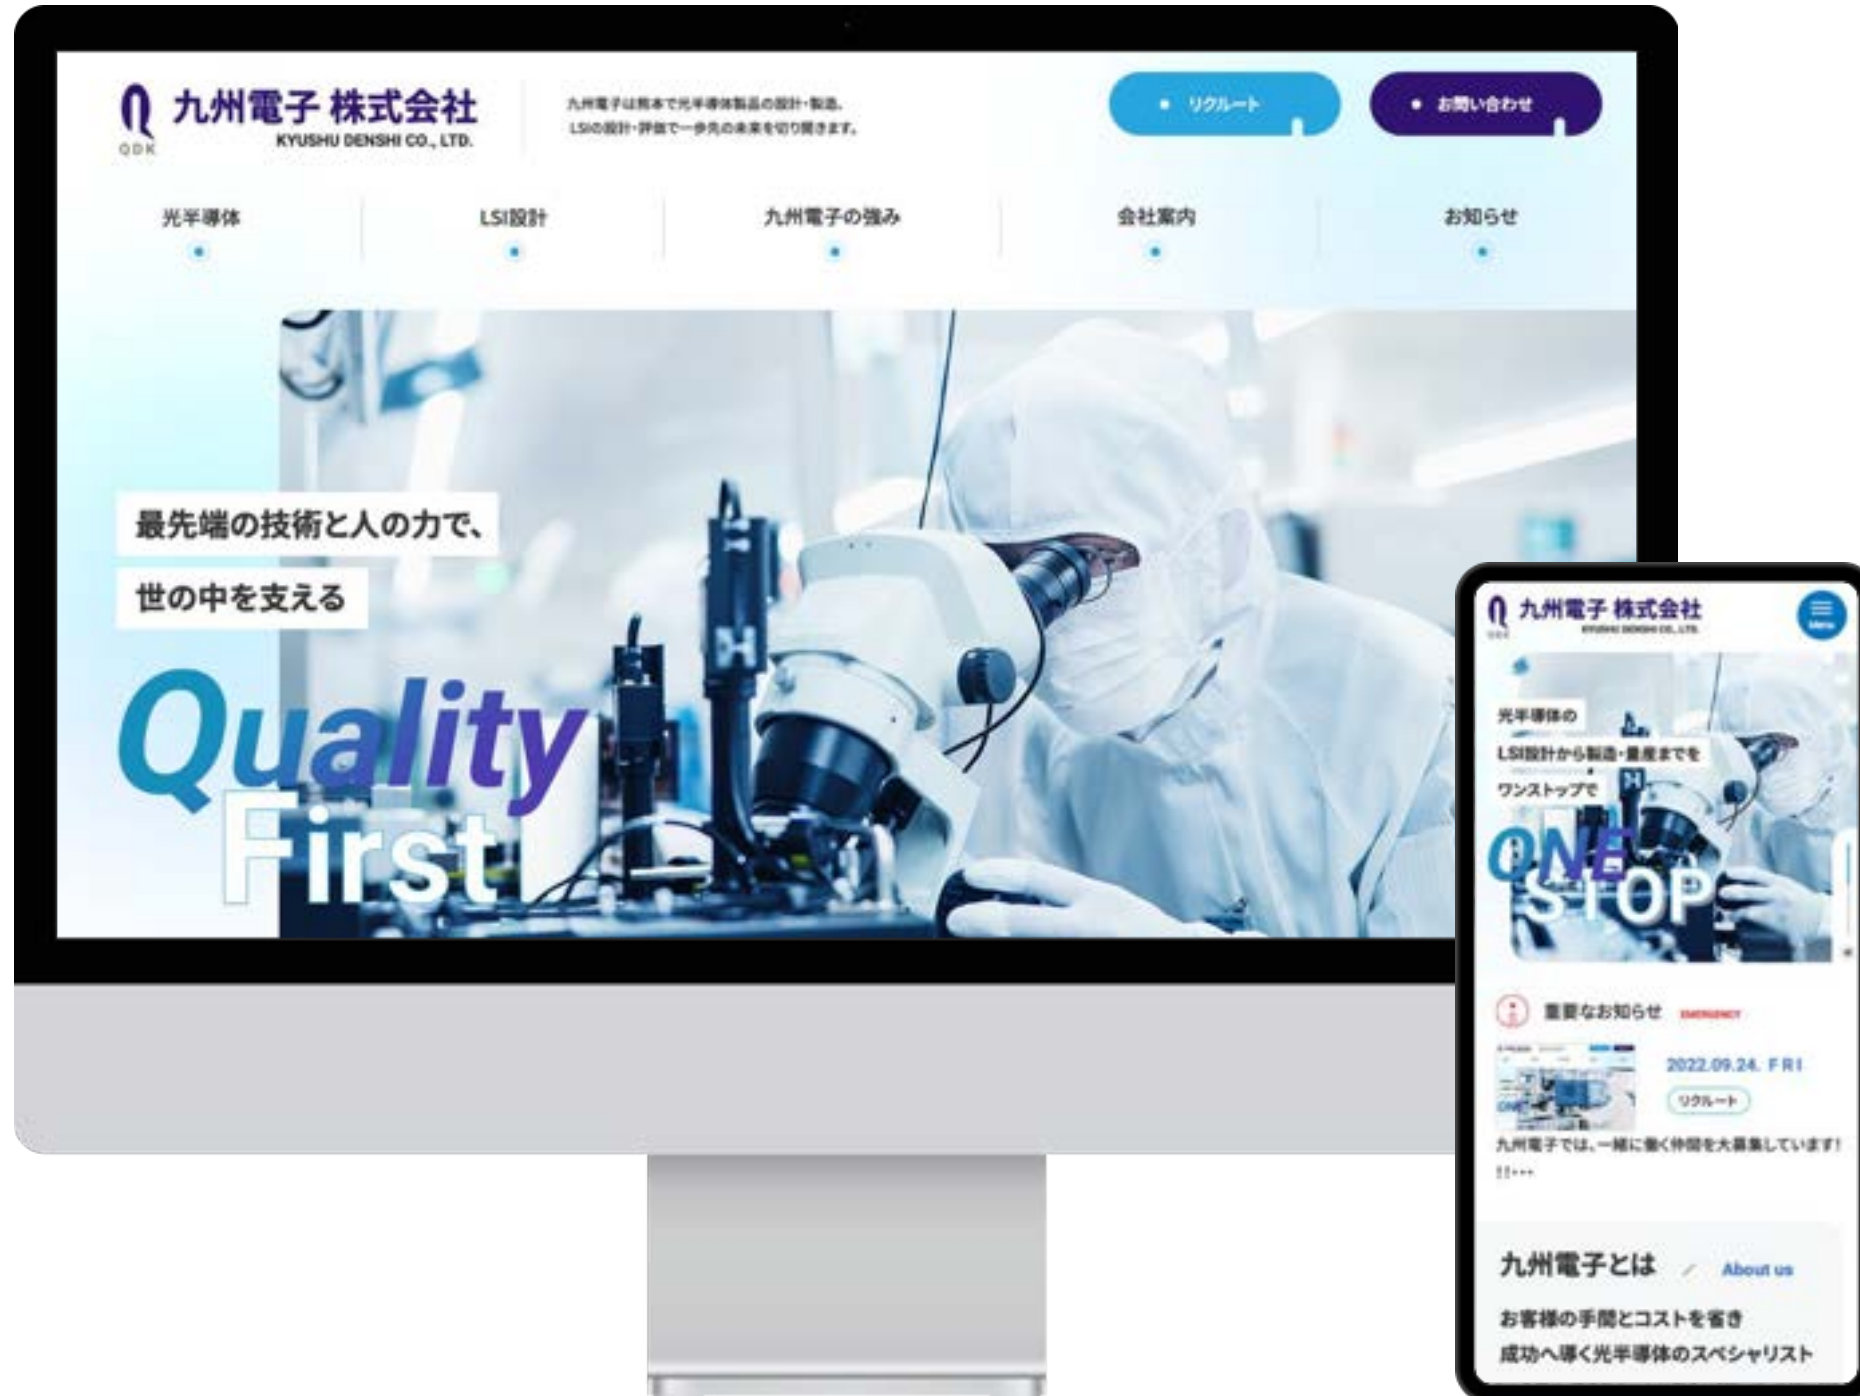 九州電子 株式会社
KYUSHU DENSHI CO., LTD.
QDK
九州電子は熊本で光半導体製品の設計・製造。
LSIの設計・評価で一歩先の未来を切り開きます。
リクルート
お問い合わせ
光半導体
LSI設計
九州電子の強み
会社案内
お知らせ
最先端の技術と人の力で、
世の中を支える
Quality
First
九州電子 株式会社
KYUSHU DENSHI CO., LTD.
QDK
Menu
光半導体の
LSI設計から製造・量産までを
ワンストップで
ONE
STOP
重要なお知らせ
EMERGENCY
2022.09.24. FRI
リクルート
九州電子では、一緒に働く仲間を大募集しています!
!!・・・
九州電子とは
About us
お客様の手間とコストを省き
成功へ導く光半導体のスペシャリスト